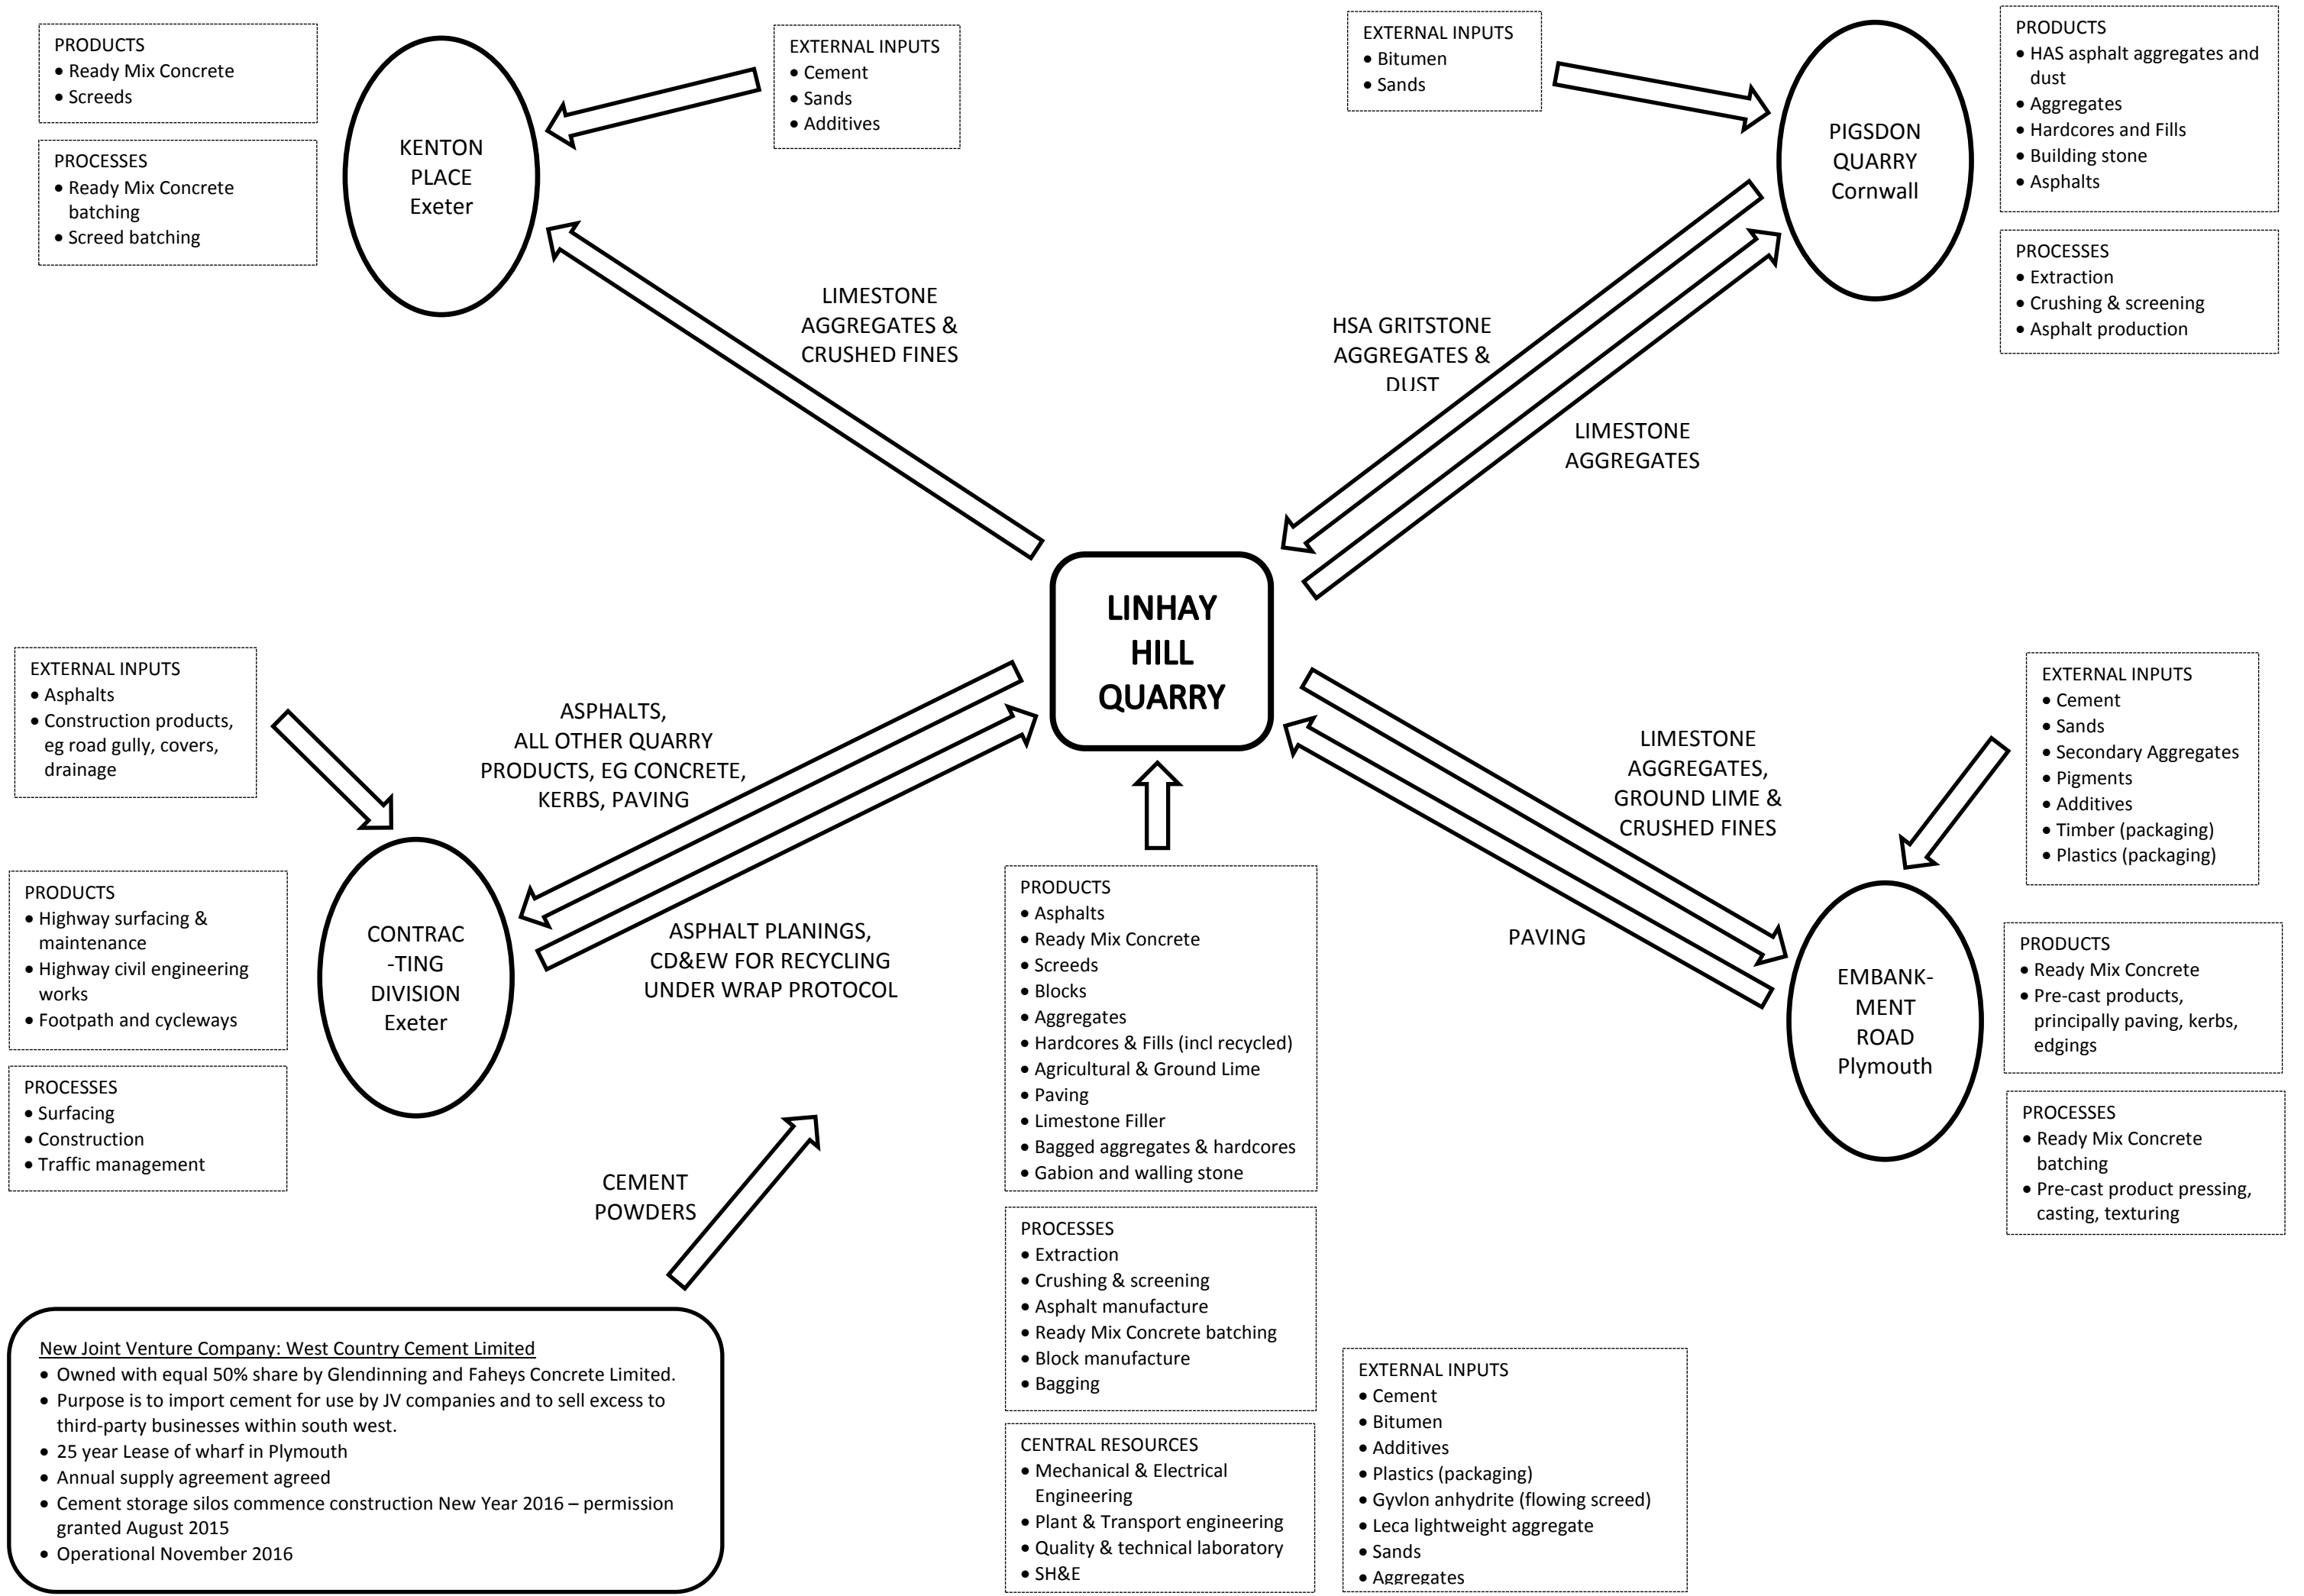 PRODUCTS
• Ready Mix Concrete
• Screeds
PROCESSES
• Ready Mix Concrete
batching
• Screed batching
KENTON
PLACE
Exeter
EXTERNAL INPUTS
• Cement
• Sands
• Additives
EXTERNAL INPUTS
• Bitumen
• Sands
PIGSDON
QUARRY
Cornwall
PRODUCTS
• HAS asphalt aggregates and
dust
• Aggregates
• Hardcores and Fills
• Building stone
• Asphalts
PROCESSES
• Extraction
• Crushing & screening
• Asphalt production
LIMESTONE
AGGREGATES &
CRUSHED FINES
HSA GRITSTONE
AGGREGATES &
DUST
LIMESTONE
AGGREGATES
LINHAY
HILL
QUARRY
EXTERNAL INPUTS
• Asphalts
• Construction products,
eg road gully, covers,
drainage
ASPHALTS,
ALL OTHER QUARRY
PRODUCTS, EG CONCRETE,
KERBS, PAVING
PRODUCTS
• Highway surfacing &
maintenance
• Highway civil engineering
works
• Footpath and cycleways
PROCESSES
• Surfacing
• Construction
• Traffic management
CONTRAC
-TING
DIVISION
Exeter
ASPHALT PLANINGS,
CD&EW FOR RECYCLING
UNDER WRAP PROTOCOL
LIMESTONE
AGGREGATES,
GROUND LIME &
CRUSHED FINES
PAVING
EXTERNAL INPUTS
• Cement
• Sands
• Secondary Aggregates
• Pigments
• Additives
• Timber (packaging)
• Plastics (packaging)
EMBANK-
MENT
ROAD
Plymouth
PRODUCTS
• Ready Mix Concrete
• Pre-cast products,
principally paving, kerbs,
edgings
PROCESSES
• Ready Mix Concrete
batching
• Pre-cast product pressing,
casting, texturing
PRODUCTS
• Asphalts
• Ready Mix Concrete
• Screeds
• Blocks
• Aggregates
• Hardcores & Fills (incl recycled)
• Agricultural & Ground Lime
• Paving
• Limestone Filler
• Bagged aggregates & hardcores
• Gabion and walling stone
PROCESSES
• Extraction
• Crushing & screening
• Asphalt manufacture
• Ready Mix Concrete batching
• Block manufacture
• Bagging
CENTRAL RESOURCES
• Mechanical & Electrical
Engineering
• Plant & Transport engineering
• Quality & technical laboratory
• SH&E
EXTERNAL INPUTS
• Cement
• Bitumen
• Additives
• Plastics (packaging)
• Gyvlon anhydrite (flowing screed)
• Leca lightweight aggregate
• Sands
• Aggregates
CEMENT
POWDERS
New Joint Venture Company: West Country Cement Limited
• Owned with equal 50% share by Glendinning and Faheys Concrete Limited.
• Purpose is to import cement for use by JV companies and to sell excess to
third-party businesses within south west.
• 25 year Lease of wharf in Plymouth
• Annual supply agreement agreed
• Cement storage silos commence construction New Year 2016 – permission
granted August 2015
• Operational November 2016